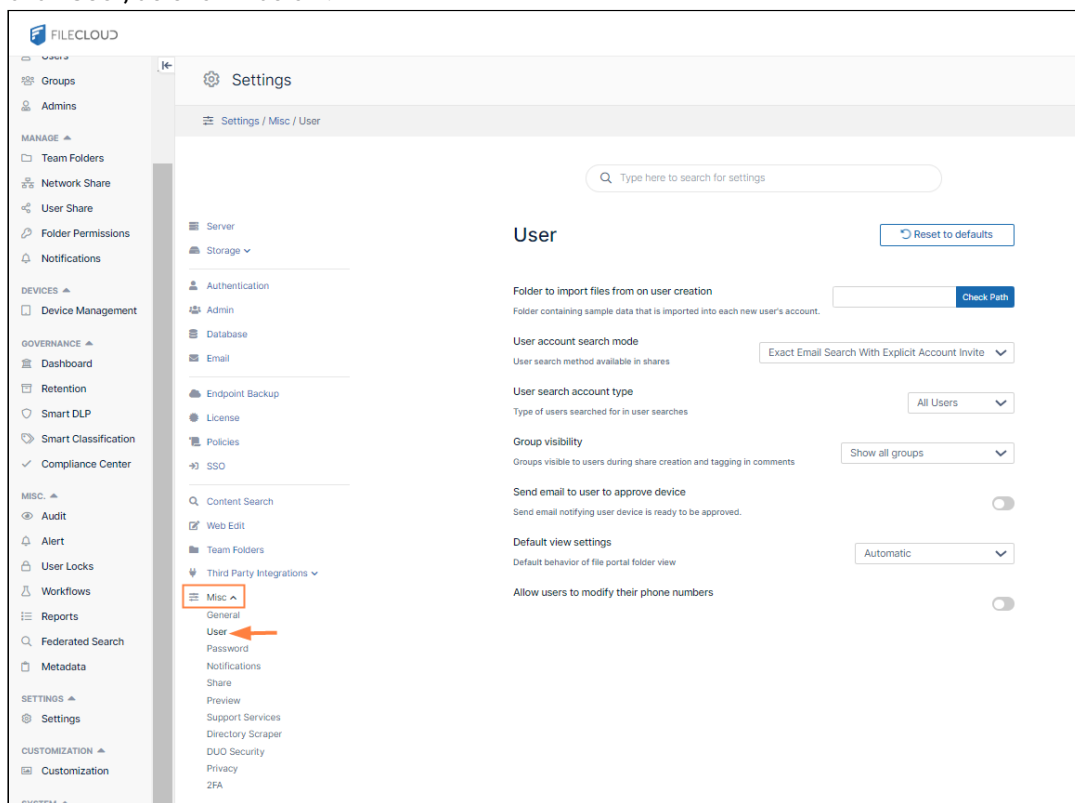 FILECLOUD
Users
Groups
Admins
MANAGE
Team Folders
Network Share
User Share
Folder Permissions
Notifications
DEVICES
Device Management
GOVERNANCE
Dashboard
Retention
Smart DLP
Smart Classification
Compliance Center
MISC.
Audit
Alert
User Locks
Workflows
Reports
Federated Search
Metadata
SETTINGS
Settings
CUSTOMIZATION
Customization
Settings
Settings / Misc / User
Type here to search for settings
Server
Storage
Authentication
Admin
Database
Email
Endpoint Backup
License
Policies
SSO
Content Search
Web Edit
Team Folders
Third Party Integrations
Misc
General
User
Password
Notifications
Share
Preview
Support Services
Directory Scraper
DUO Security
Privacy
2FA
User
Reset to defaults
Folder to import files from on user creation
Check Path
Folder containing sample data that is imported into each new user's account.
User account search mode
Exact Email Search With Explicit Account Invite
User search method available in shares
User search account type
All Users
Type of users searched for in user searches
Group visibility
Show all groups
Groups visible to users during share creation and tagging in comments
Send email to user to approve device
Send email notifying user device is ready to be approved.
Default view settings
Automatic
Default behavior of file portal folder view
Allow users to modify their phone numbers